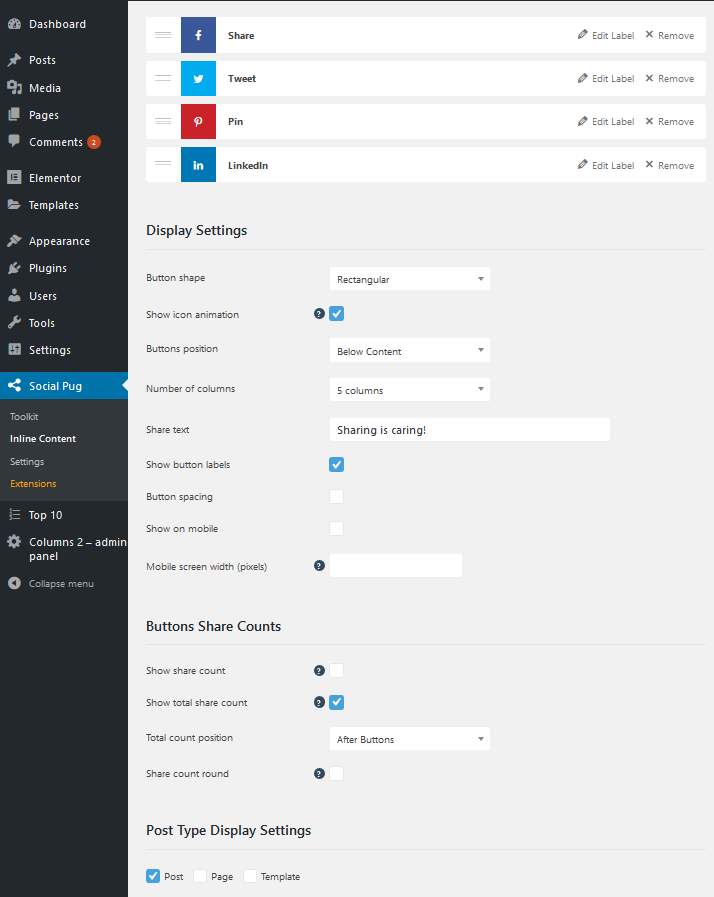 Dashboard
Posts
Media
Pages
Comments 2
Elementor
Templates
Appearance
Plugins
Users
Tools
Settings
Social Pug
Toolkit
Inline Content
Settings
Extensions
Top 10
Columns 2 – admin
panel
Collapse menu
Share Edit Label Remove
Tweet Edit Label Remove
Pin Edit Label Remove
LinkedIn Edit Label Remove
Display Settings
Button shape Rectangular
Show icon animation ?
Buttons position Below Content
Number of columns 5 columns
Share text Sharing is caring!
Show button labels
Button spacing
Show on mobile
Mobile screen width (pixels) ?
Buttons Share Counts
Show share count ?
Show total share count ?
Total count position After Buttons
Share count round ?
Post Type Display Settings
Post Page Template